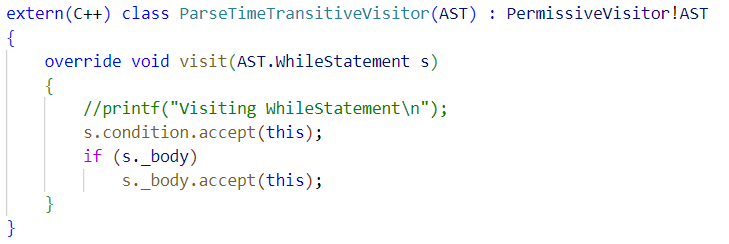 extern(C++) class ParseTimeTransitiveVisitor(AST) : PermissiveVisitor!AST
{
    override void visit(AST.WhileStatement s)
    {
        //printf("Visiting WhileStatement\n");
        s.condition.accept(this);
        if (s._body)
            s._body.accept(this);
    }
}